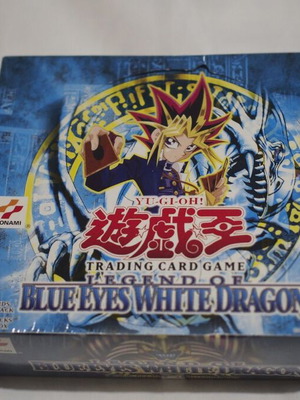 KONAMI
YU-GI-OH!
遊戯王
TRADING CARD GAME
LEGEND OF
BLUE EYES WHITE DRAGON
BLUE EYES WHITE DRAGON